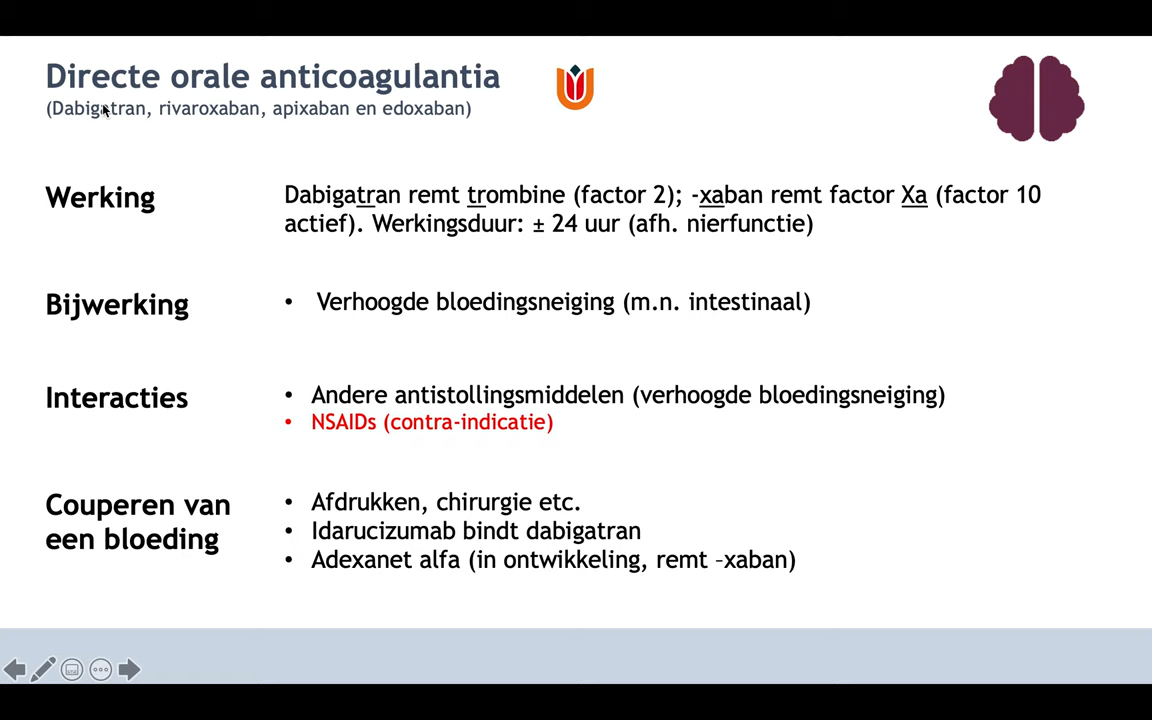 Directe orale anticoagulantia
(Dabigatran, rivaroxaban, apixaban en edoxaban)
Werking
Dabigatran remt trombine (factor 2); -xaban remt factor Xa (factor 10
actief). Werkingsduur: ± 24 uur (afh. nierfunctie)
Bijwerking
• Verhoogde bloedingsneiging (m.n. intestinaal)
Interacties
• Andere antistollingsmiddelen (verhoogde bloedingsneiging)
• NSAIDs (contra-indicatie)
Couperen van
een bloeding
• Afdrukken, chirurgie etc.
• Idarucizumab bindt dabigatran
• Adexanet alfa (in ontwikkeling, remt –xaban)